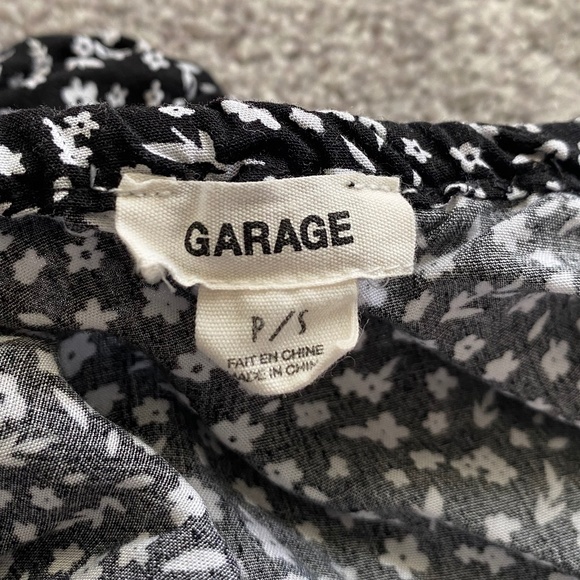 GARAGE
P/S
FAIT EN CHINE
MADE IN CHINA